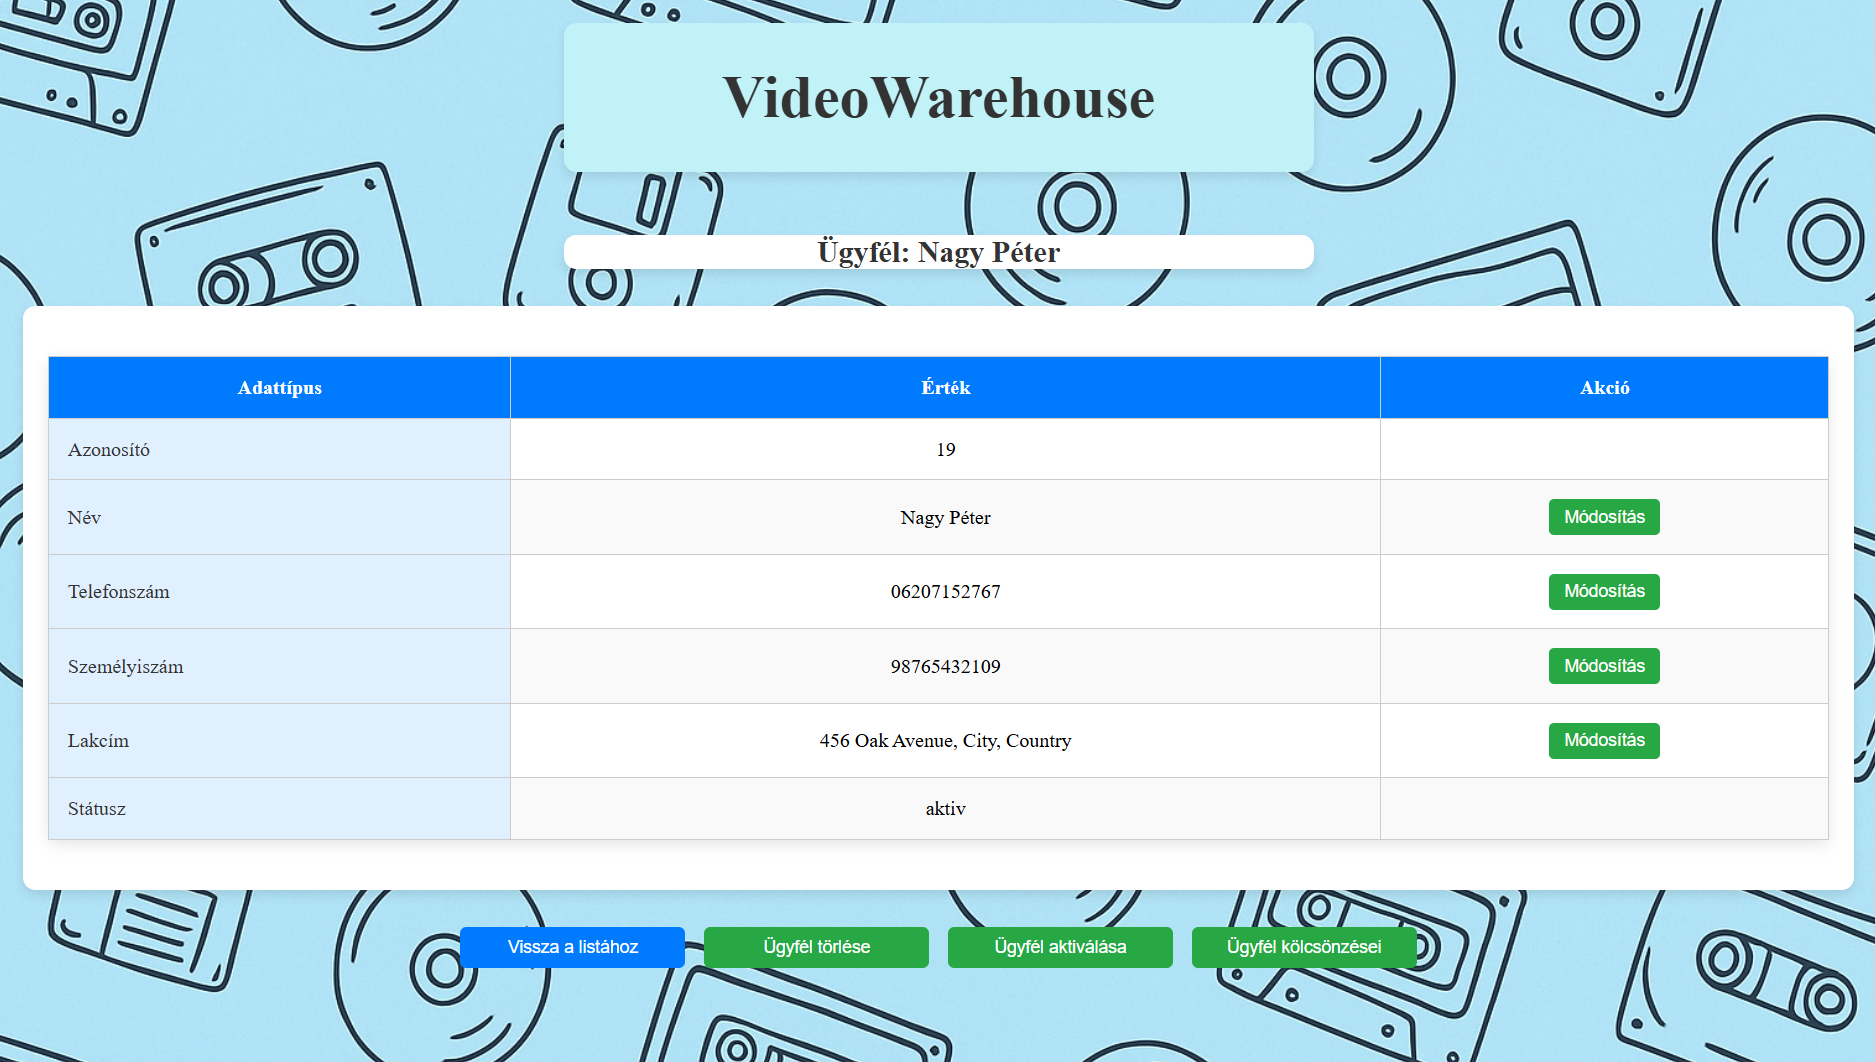 VideoWarehouse
Ügyfél: Nagy Péter
Adattípus Érték Akció
Azonosító 19
Név Nagy Péter Módosítás
Telefonszám 06207152767 Módosítás
Személyiszám 98765432109 Módosítás
Lakcím 456 Oak Avenue, City, Country Módosítás
Státusz aktiv
Vissza a listához Ügyfél törlése Ügyfél aktiválása Ügyfél kölcsönzései